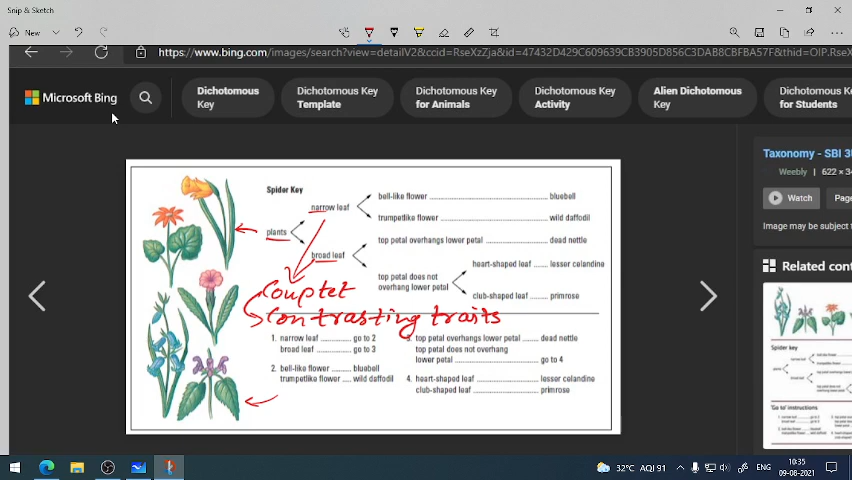 Snip & Sketch
New
https://www.bing.com/images/search?view=detailV2&ccid=RseXzZja&id=47432D429C609639CB3905D856C3DAB8CBFBA57F&thid=OIP.RseX
Microsoft Bing
Dichotomous Key
Dichotomous Key Template
Dichotomous Key for Animals
Dichotomous Key Activity
Alien Dichotomous Key
Dichotomous K
for Students
Spider Key
plants
narrow leaf
bell-like flower ........ bluebell
trumpetlike flower ........ wild daffodil
broad leaf
top petal overhangs lower petal ........ dead nettle
top petal does not
overhang lower petal
heart-shaped leaf ..... lesser celandine
club-shaped leaf ..... primrose
Couplet
Contrasting traits
1. narrow leaf ........ go to 2
broad leaf ........ go to 3
2. bell-like flower ........ bluebell
trumpetlike flower .... wild daffodil
3. top petal overhangs lower petal ..... dead nettle
top petal does not overhang
lower petal ........ go to 4
4. heart-shaped leaf ........ lesser celandine
club-shaped leaf ........ primrose
Taxonomy - SBI 3U
Weebly | 622 × 34
Watch
Page
Image may be subject t
Related cont
32°C AQI 91
ENG
10:35
09-08-2021